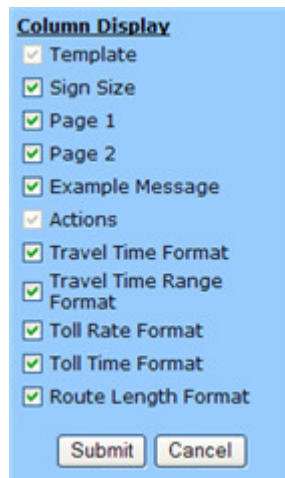 Column Display
Template
Sign Size
Page 1
Page 2
Example Message
Actions
Travel Time Format
Travel Time Range
Format
Toll Rate Format
Toll Time Format
Route Length Format
Submit Cancel